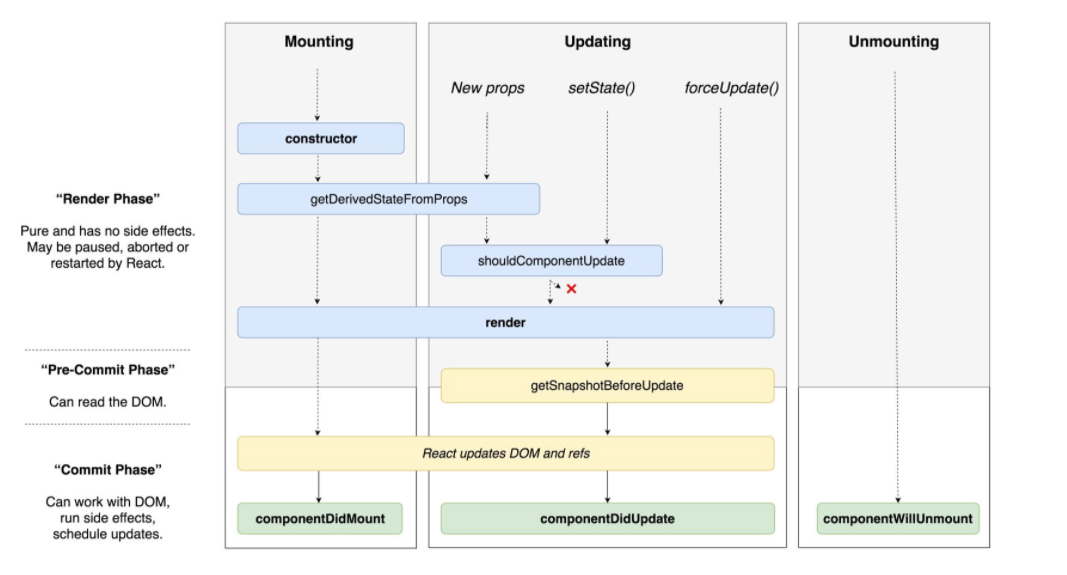 Mounting
Updating
Unmounting
New props
setState()
forceUpdate()
constructor
“Render Phase”
getDerivedStateFromProps
Pure and has no side effects.
May be paused, aborted or
restarted by React.
shouldComponentUpdate
render
“Pre-Commit Phase”
getSnapshotBeforeUpdate
Can read the DOM.
React updates DOM and refs
“Commit Phase”
Can work with DOM,
run side effects,
schedule updates.
componentDidMount
componentDidUpdate
componentWillUnmount